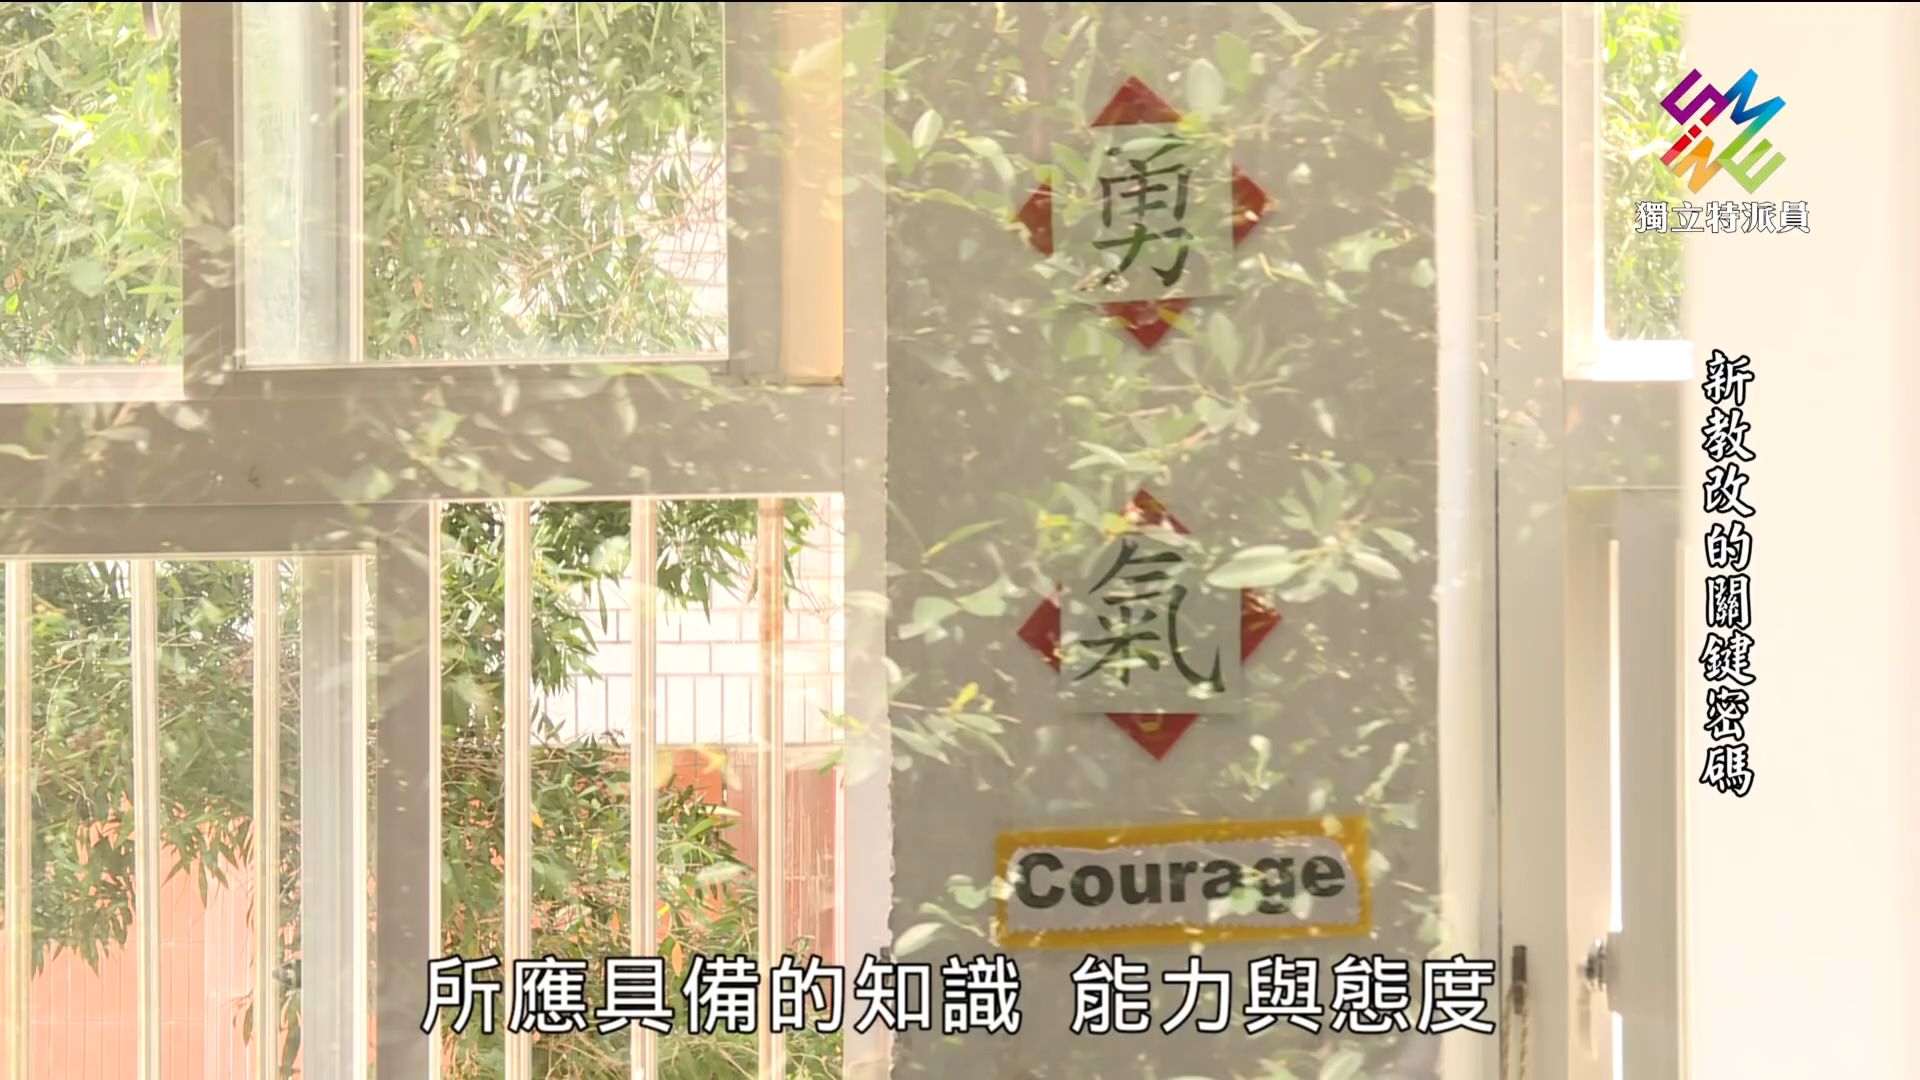 INNEWS
獨立特派員
新教改的關鍵密碼
勇
氣
Courage
所應具備的知識 能力與態度